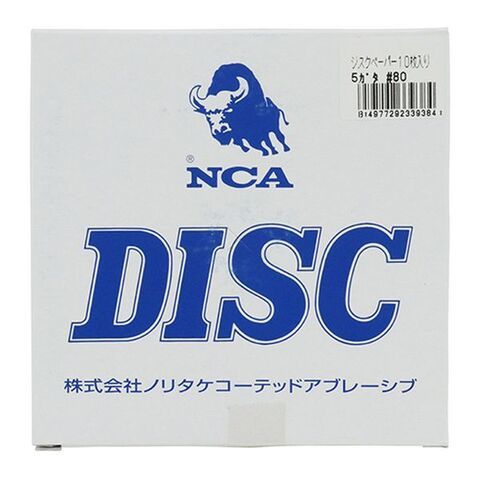 ジスクペーパー10枚入り
5ガタ #80
B:4977292339384:
® NCA
DISC
株式会社ノリタケコーテッドアブレーシブ